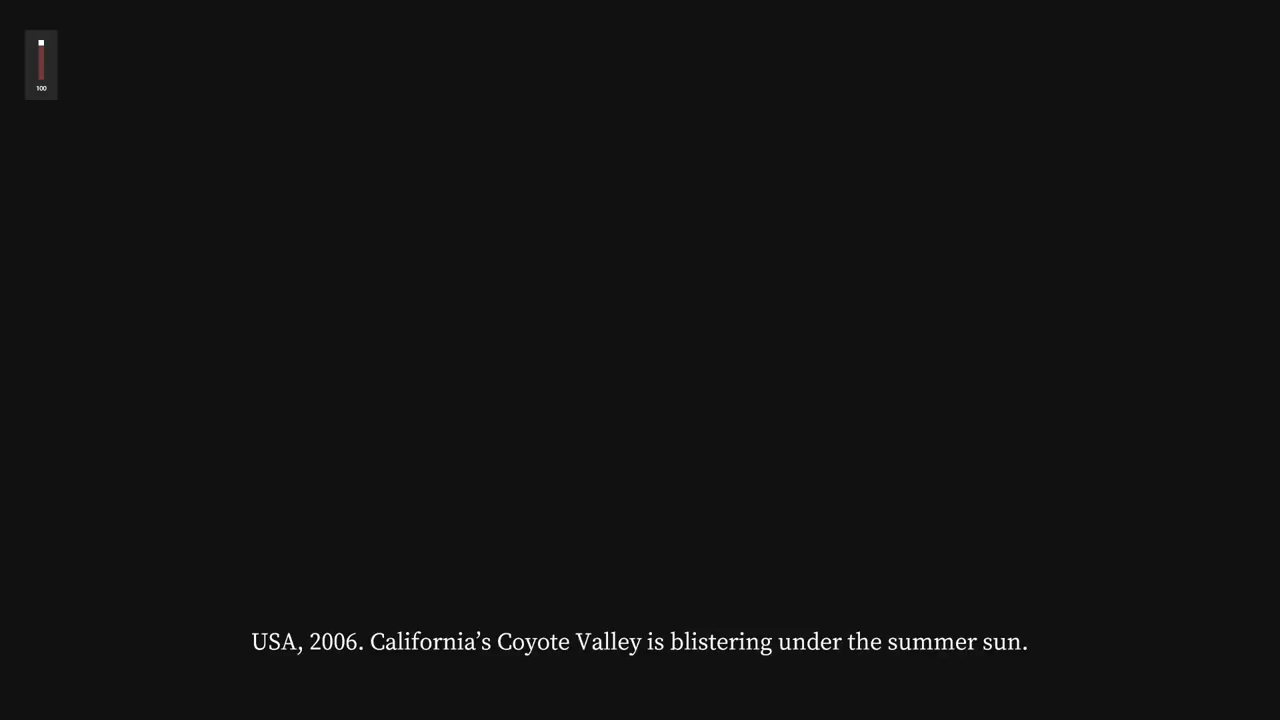 100
USA, 2006. California’s Coyote Valley is blistering under the summer sun.